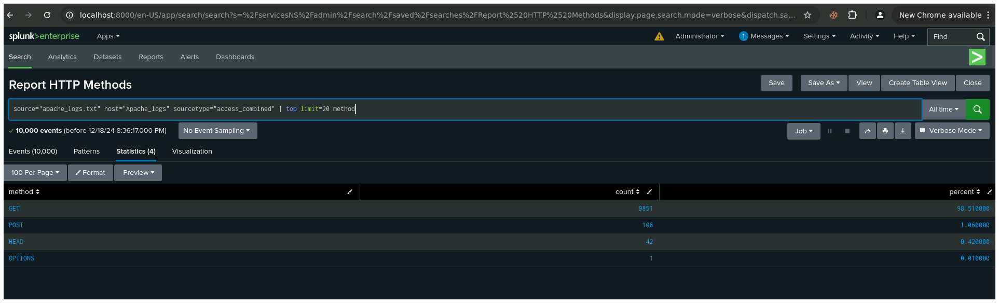 localhost:8000/en-US/app/search/search?s=%2FservicesNS%2Fadmin%2Fsearch%2Fsaved%2Fsearches%2FReport%2520HTTP%2520Methods&display.page.search.mode=verbose&dispatch.sa... New Chrome available
splunk>enterprise Apps Administrator 1 Messages Settings Activity Help Find
Search Analytics Datasets Reports Alerts Dashboards >
Report HTTP Methods Save Save As View Create Table View Close
source="apache_logs.txt" host="Apache_logs" sourcetype="access_combined" | top limit=20 method All time
✓ 10,000 events (before 12/18/24 8:36:17.000 PM) No Event Sampling Job Verbose Mode
Events (10,000) Patterns Statistics (4) Visualization
100 Per Page Format Preview
method count percent
GET 9851 98.510000
POST 106 1.060000
HEAD 42 0.420000
OPTIONS 1 0.010000